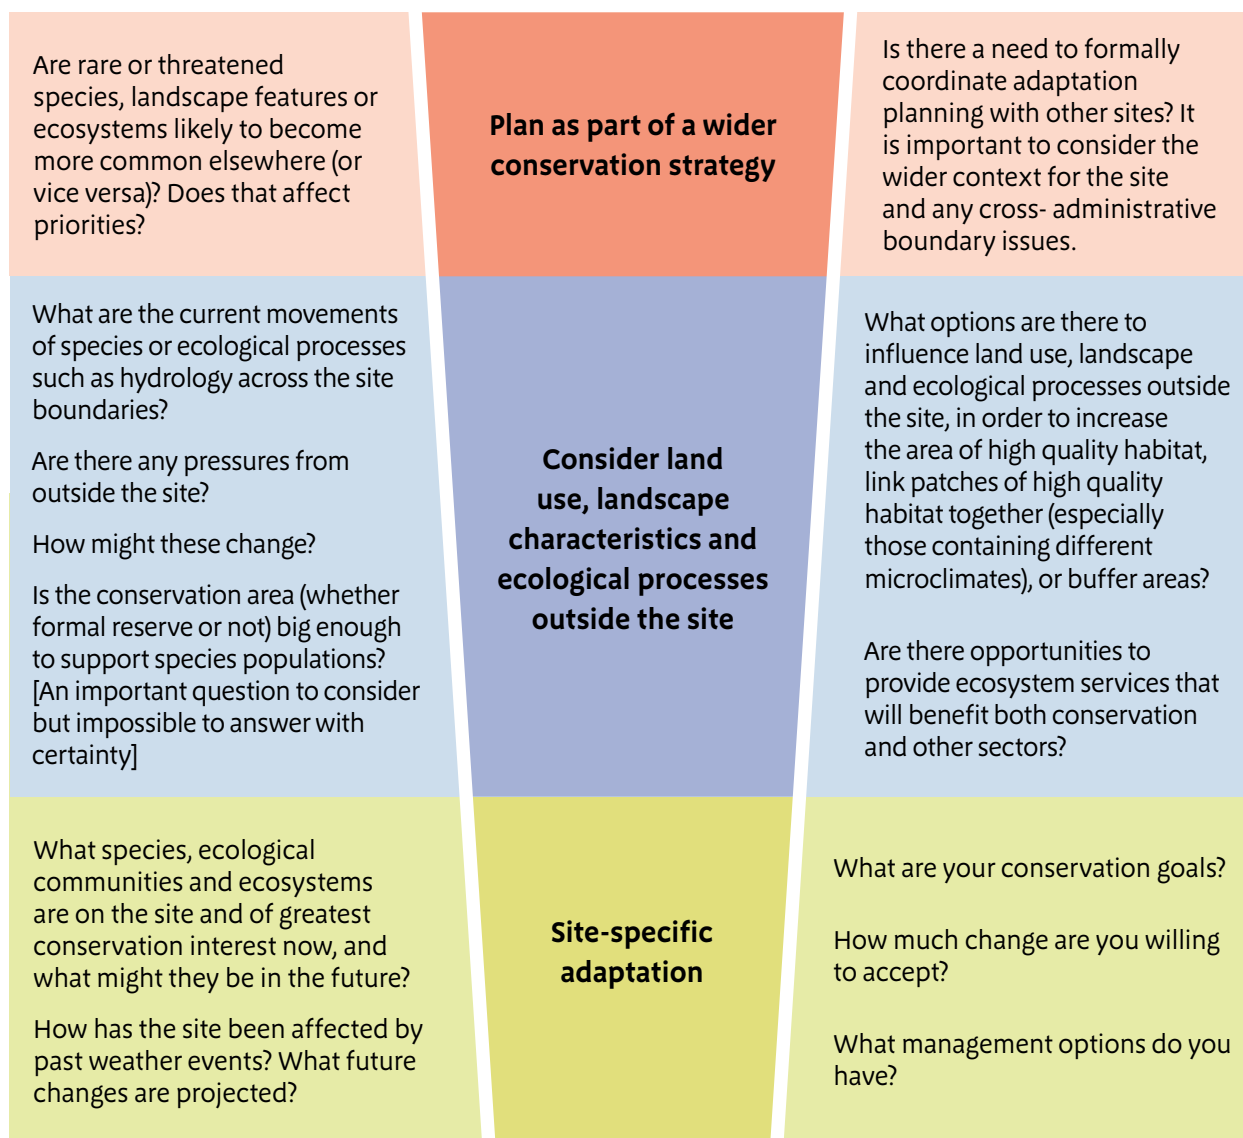 Are rare or threatened
species, landscape features or
ecosystems likely to become
more common elsewhere (or
vice versa)? Does that affect
priorities?
Plan as part of a wider
conservation strategy
Is there a need to formally
coordinate adaptation
planning with other sites? It
is important to consider the
wider context for the site
and any cross- administrative
boundary issues.
What are the current movements
of species or ecological processes
such as hydrology across the site
boundaries?
Are there any pressures from
outside the site?
How might these change?
Is the conservation area (whether
formal reserve or not) big enough
to support species populations?
[An important question to consider
but impossible to answer with
certainty]
Consider land
use, landscape
characteristics and
ecological processes
outside the site
What options are there to
influence land use, landscape
and ecological processes outside
the site, in order to increase
the area of high quality habitat,
link patches of high quality
habitat together (especially
those containing different
microclimates), or buffer areas?
Are there opportunities to
provide ecosystem services that
will benefit both conservation
and other sectors?
What species, ecological
communities and ecosystems
are on the site and of greatest
conservation interest now, and
what might they be in the future?
How has the site been affected by
past weather events? What future
changes are projected?
Site-specific
adaptation
What are your conservation goals?
How much change are you willing
to accept?
What management options do you
have?